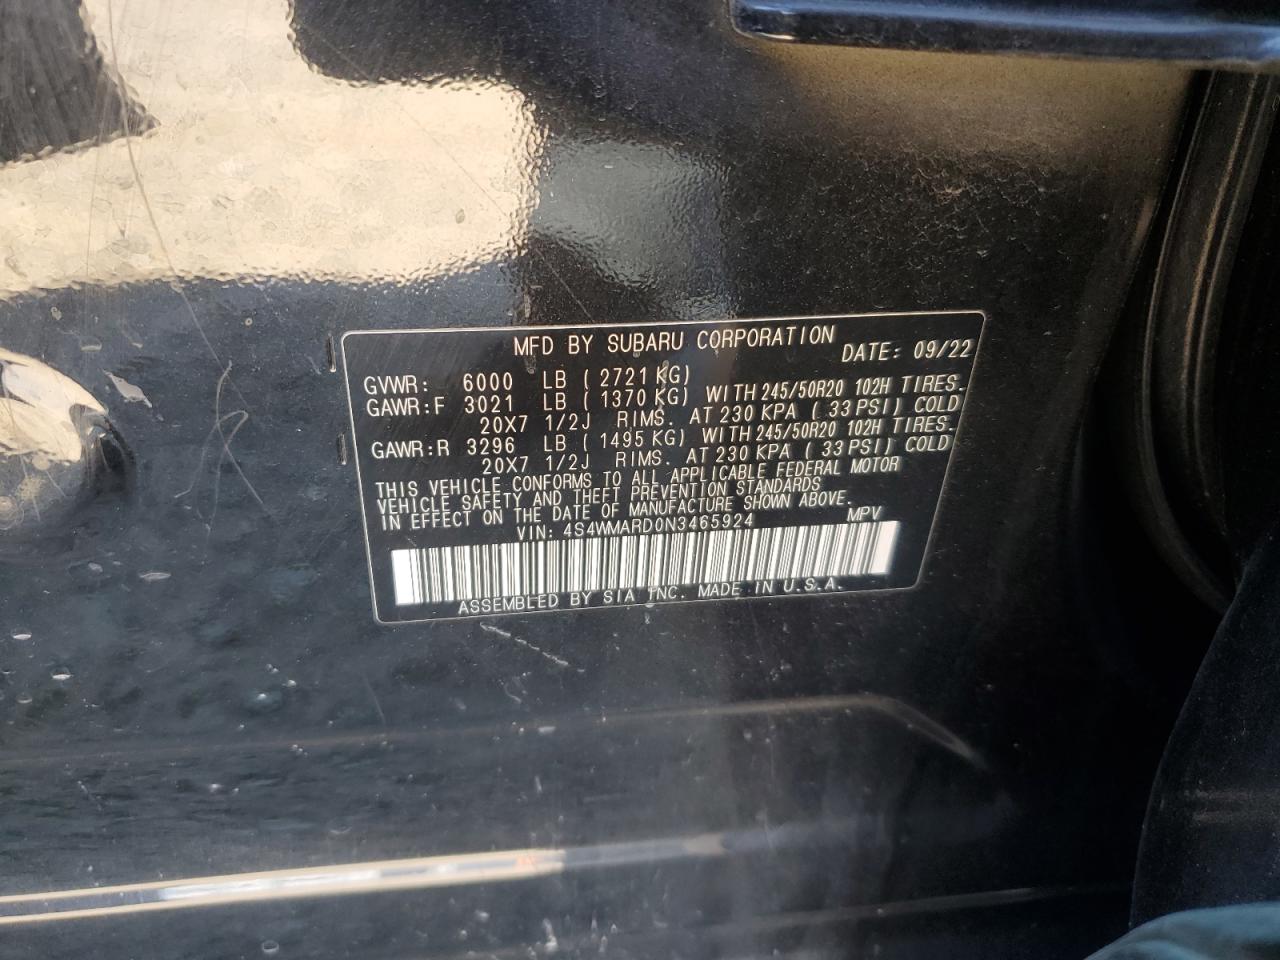 MFD BY SUBARU CORPORATION DATE: 09/22
GVWR: 6000 LB ( 2721 KG)
GAWR:F 3021 LB ( 1370 KG) WITH 245/50R20 102H TIRES.
20X7 1/2J RIMS. AT 230 KPA ( 33 PSI) COLD
GAWR:R 3296 LB ( 1495 KG) WITH 245/50R20 102H TIRES.
20X7 1/2J RIMS. AT 230 KPA ( 33 PSI) COLD
THIS VEHICLE CONFORMS TO ALL APPLICABLE FEDERAL MOTOR
VEHICLE SAFETY AND THEFT PREVENTION STANDARDS
IN EFFECT ON THE DATE OF MANUFACTURE SHOWN ABOVE.
VIN: 4S4WMARD0N3465924 MPV
ASSEMBLED BY SIA INC. MADE IN U.S.A.